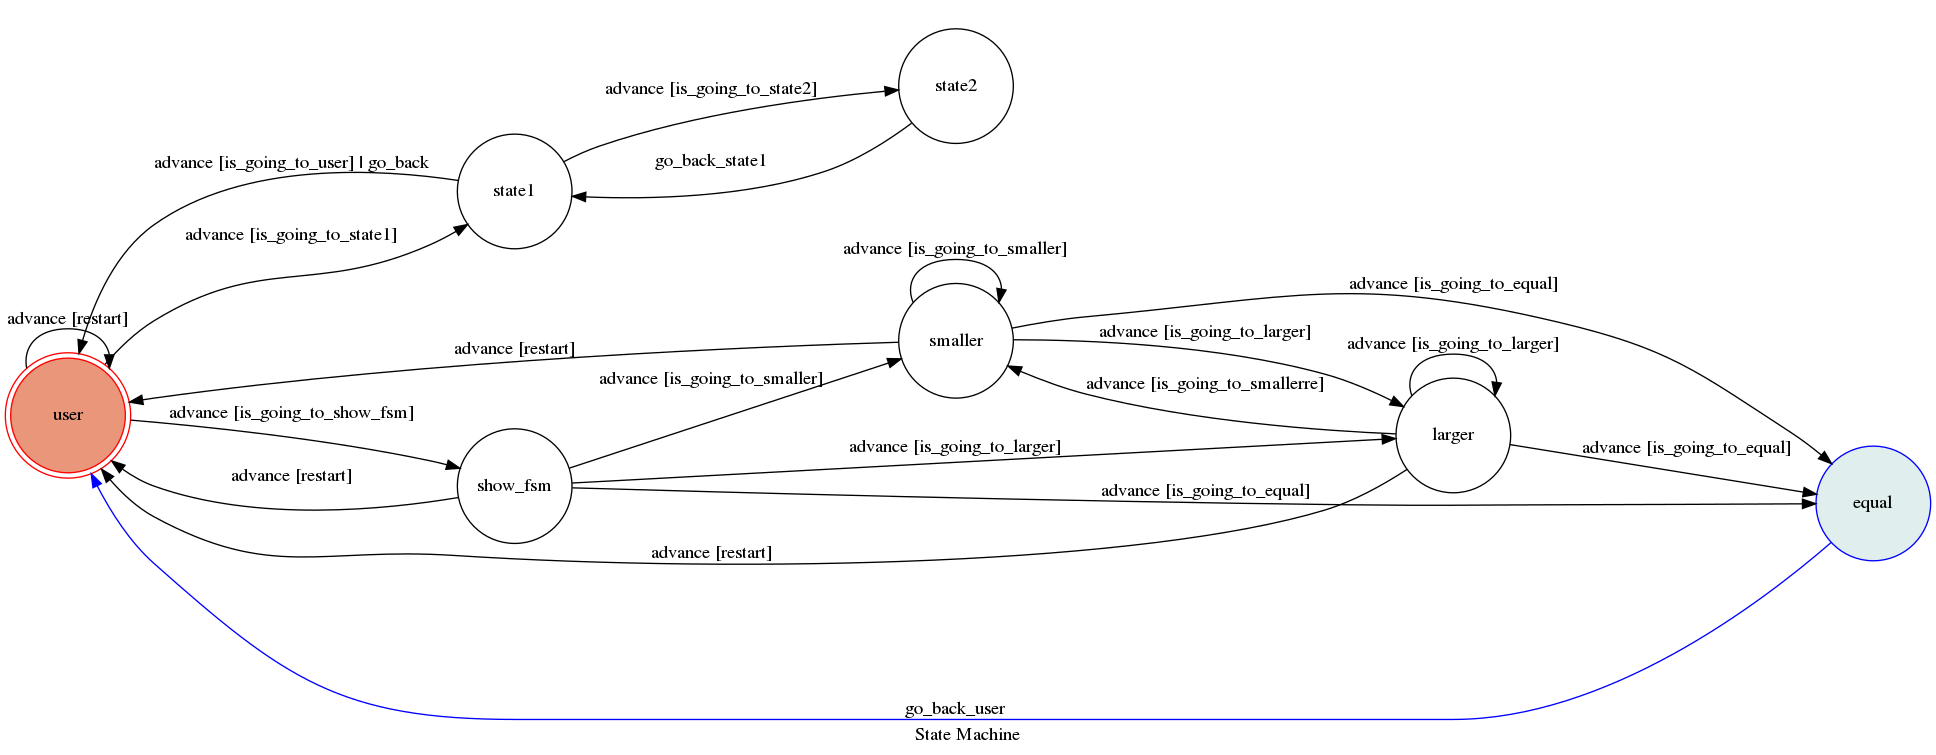 state2
advance [is_going_to_state2]
go_back_state1
advance [is_going_to_user] | go_back
state1
advance [is_going_to_state1]
advance [is_going_to_smaller]
advance [is_going_to_equal]
advance [restart]
advance [is_going_to_larger]
smaller
advance [is_going_to_larger]
advance [restart]
advance [is_going_to_smaller]
advance [is_going_to_smallerre]
user
advance [is_going_to_show_fsm]
larger
advance [is_going_to_larger]
advance [is_going_to_equal]
advance [restart]
show_fsm
advance [is_going_to_equal]
equal
advance [restart]
go_back_user
State Machine